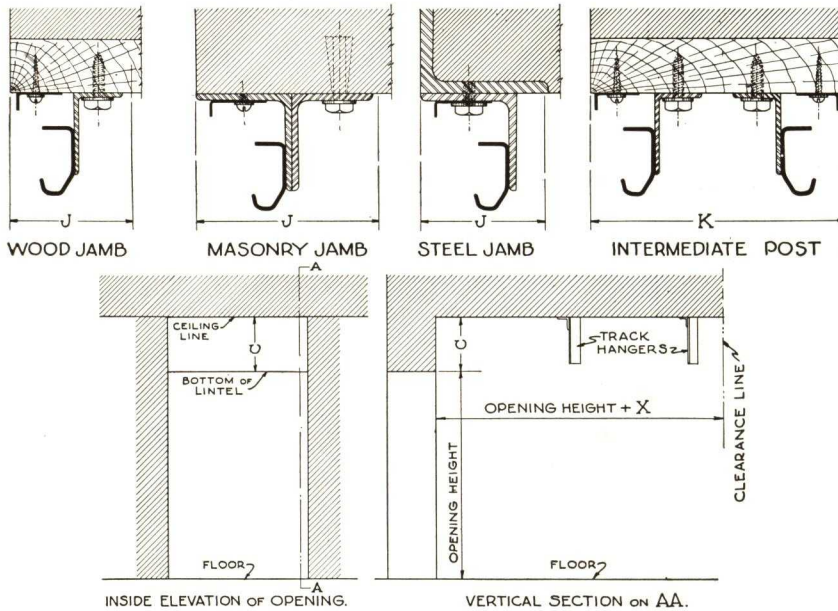 J J J K
WOOD JAMB MASONRY JAMB STEEL JAMB INTERMEDIATE POST
A
CEILING LINE
C
BOTTOM OF LINTEL
FLOOR
A
INSIDE ELEVATION OF OPENING.
C
TRACK HANGERS
OPENING HEIGHT + X
OPENING HEIGHT
CLEARANCE LINE
FLOOR
VERTICAL SECTION ON AA.